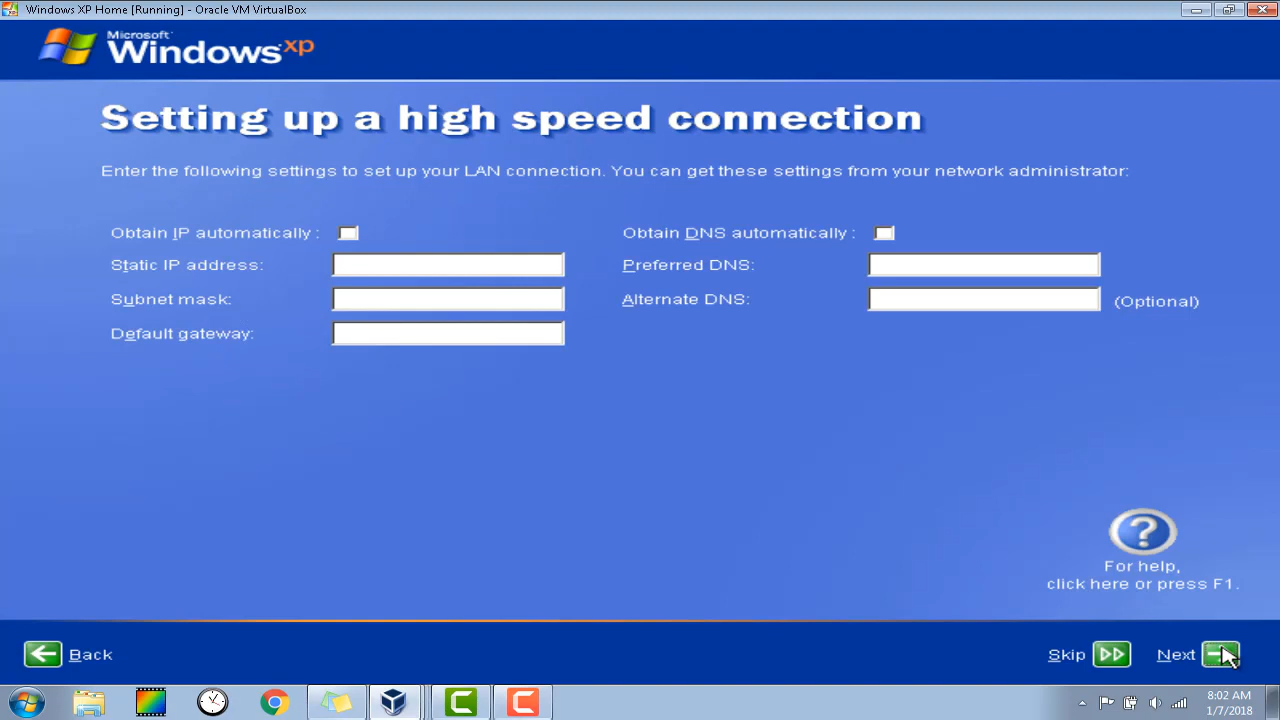 Windows XP Home [Running] - Oracle VM VirtualBox
Microsoft
Windows xp
Setting up a high speed connection
Enter the following settings to set up your LAN connection. You can get these settings from your network administrator:
Obtain IP automatically :
Static IP address:
Subnet mask:
Default gateway:
Obtain DNS automatically :
Preferred DNS:
Alternate DNS:
(Optional)
?
For help,
click here or press F1.
Back
Skip
Next
8:02 AM
1/7/2018